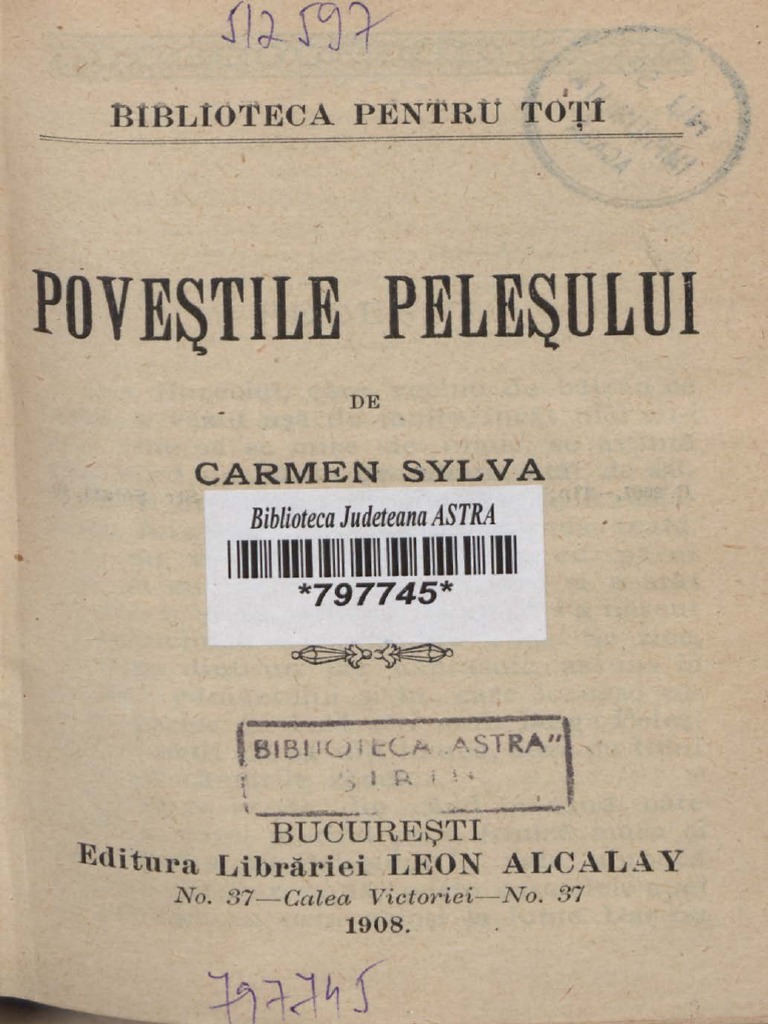 512597
BIBLIOTECA PENTRU TOȚI
POVEȘTILE PELEȘULUI
DE
CARMEN SYLVA
Biblioteca Judeteana ASTRA
*797745*
BIBLIOTECA ASTRA”
BUCUREȘTI
Editura Librăriei LEON ALCALAY
No. 37—Calea Victoriei—No. 37
1908.
797745